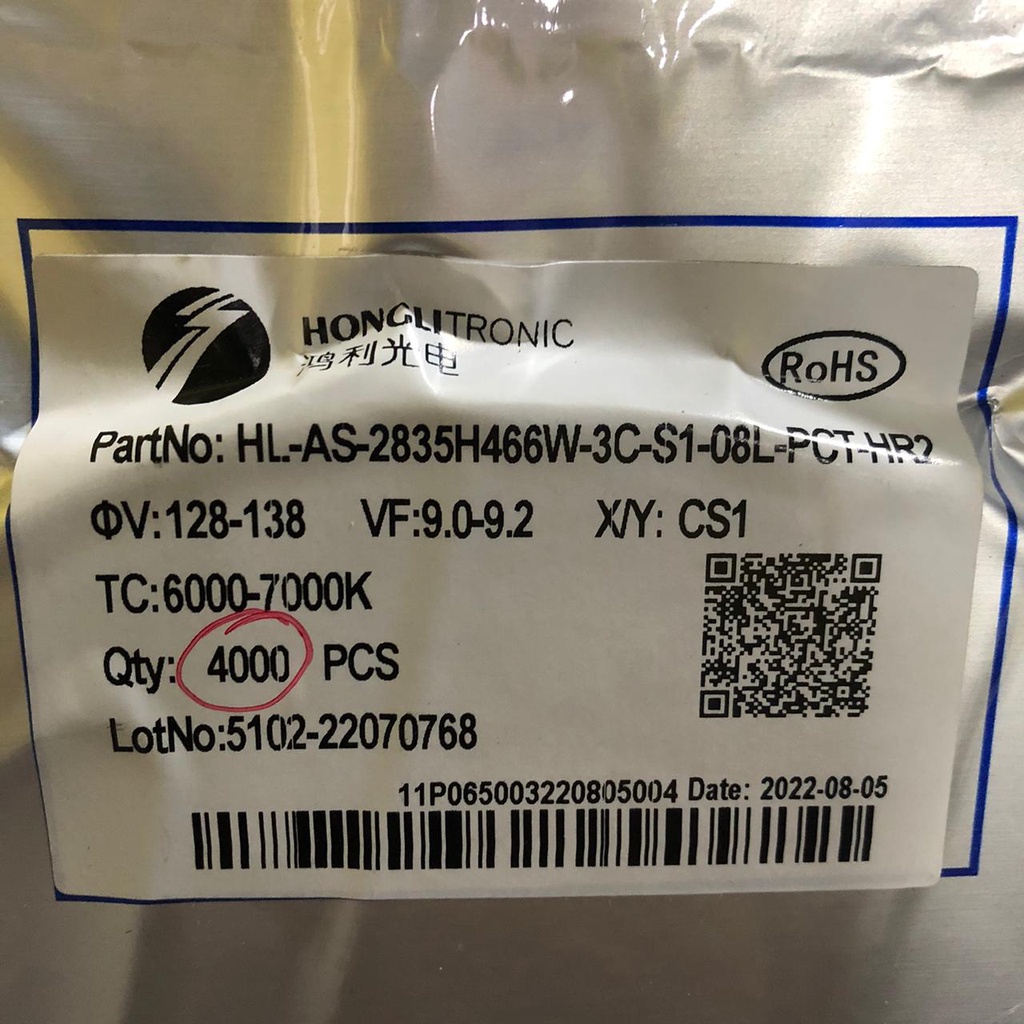 HONGLITRONIC
鸿利光电
RoHS
PartNo: HL-AS-2835H466W-3C-S1-08L-PCT-HR2
ΦV:128-138 VF:9.0-9.2 X/Y: CS1
TC:6000-7000K
Qty: 4000 PCS
LotNo:5102-22070768
11P065003220805004 Date: 2022-08-05